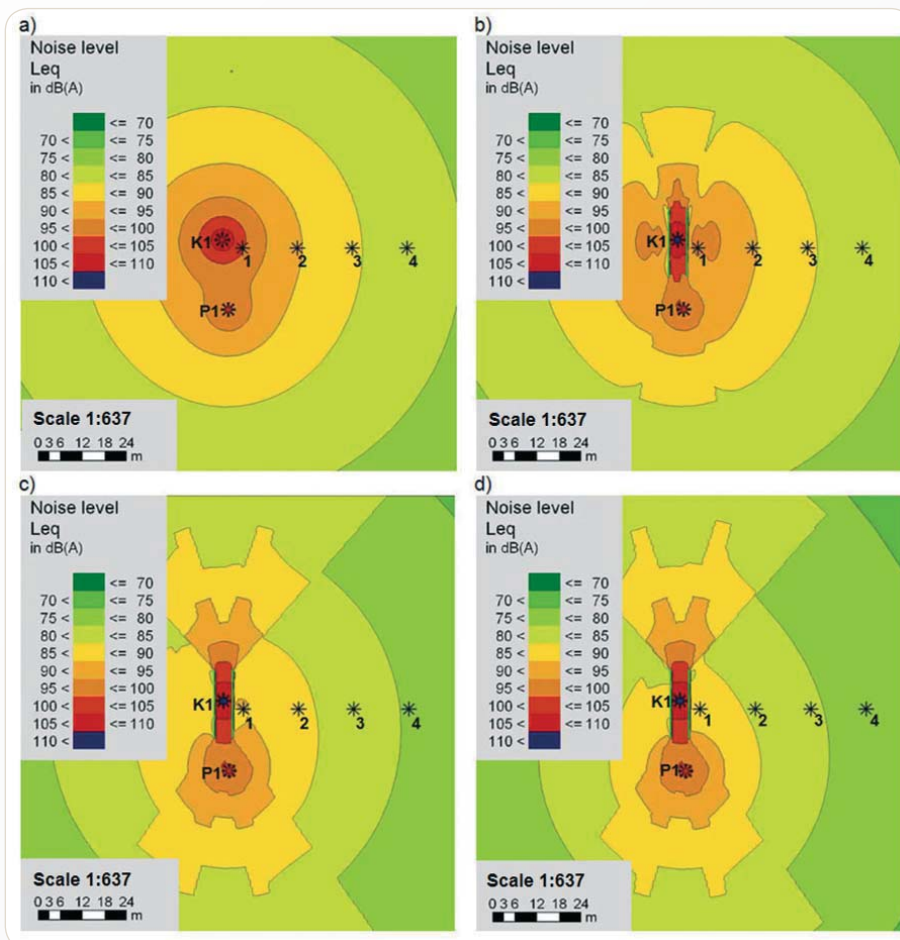 a)
Noise level
Leq
in dB(A)
<= 70
70 < <= 75
75 < <= 80
80 < <= 85
85 < <= 90
90 < <= 95
95 < <= 100
100 < <= 105
105 < <= 110
110 <
K1
1
2
3
4
P1
Scale 1:637
0 3 6 12 18 24
m
b)
Noise level
Leq
in dB(A)
<= 70
70 < <= 75
75 < <= 80
80 < <= 85
85 < <= 90
90 < <= 95
95 < <= 100
100 < <= 105
105 < <= 110
110 <
K1
1
2
3
4
P1
Scale 1:637
0 3 6 12 18 24
m
c)
Noise level
Leq
in dB(A)
<= 70
70 < <= 75
75 < <= 80
80 < <= 85
85 < <= 90
90 < <= 95
95 < <= 100
100 < <= 105
105 < <= 110
110 <
K1
1
2
3
4
P1
Scale 1:637
0 3 6 12 18 24
m
d)
Noise level
Leq
in dB(A)
<= 70
70 < <= 75
75 < <= 80
80 < <= 85
85 < <= 90
90 < <= 95
95 < <= 100
100 < <= 105
105 < <= 110
110 <
K1
1
2
3
4
P1
Scale 1:637
0 3 6 12 18 24
m